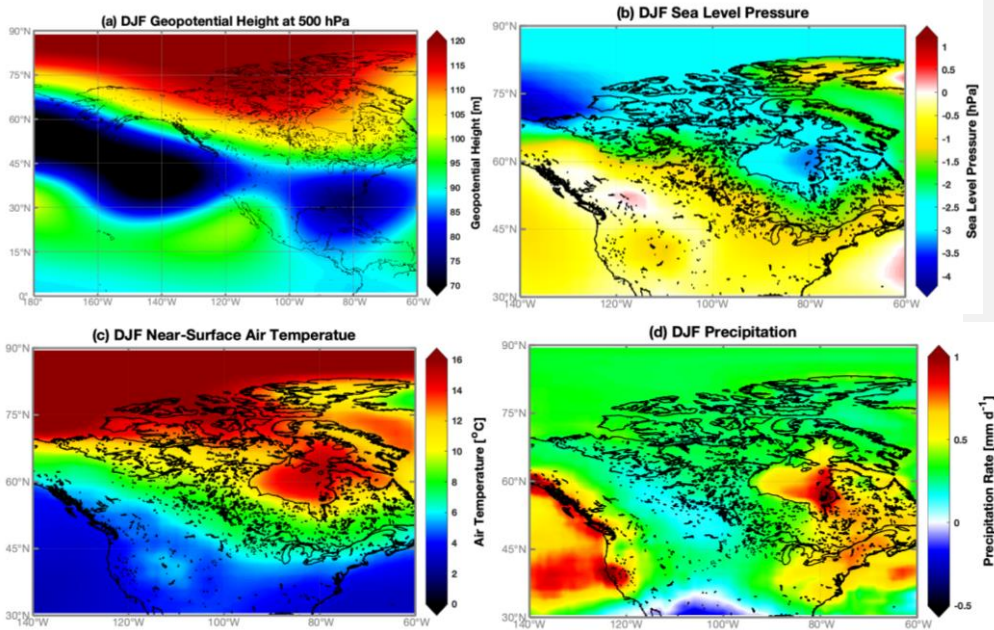 (a) DJF Geopotential Height at 500 hPa
90°N
75°N
60°N
45°N
30°N
15°N
0°
180°
160°W
140°W
120°W
100°W
80°W
60°W
120
115
110
105
100
95
90
85
80
75
70
Geopotential Height [m]
(b) DJF Sea Level Pressure
90°N
75°N
60°N
45°N
30°N
140°W
120°W
100°W
80°W
60°W
1
0.5
0
-0.5
-1
-1.5
-2
-2.5
-3
-3.5
-4
Sea Level Pressure [hPa]
(c) DJF Near-Surface Air Temperatue
90°N
75°N
60°N
45°N
30°N
140°W
120°W
100°W
80°W
60°W
16
14
12
10
8
6
4
2
0
Air Temperature [°C]
(d) DJF Precipitation
90°N
75°N
60°N
45°N
30°N
140°W
120°W
100°W
80°W
60°W
1
0.5
0
-0.5
Precipitation Rate [mm d⁻¹]